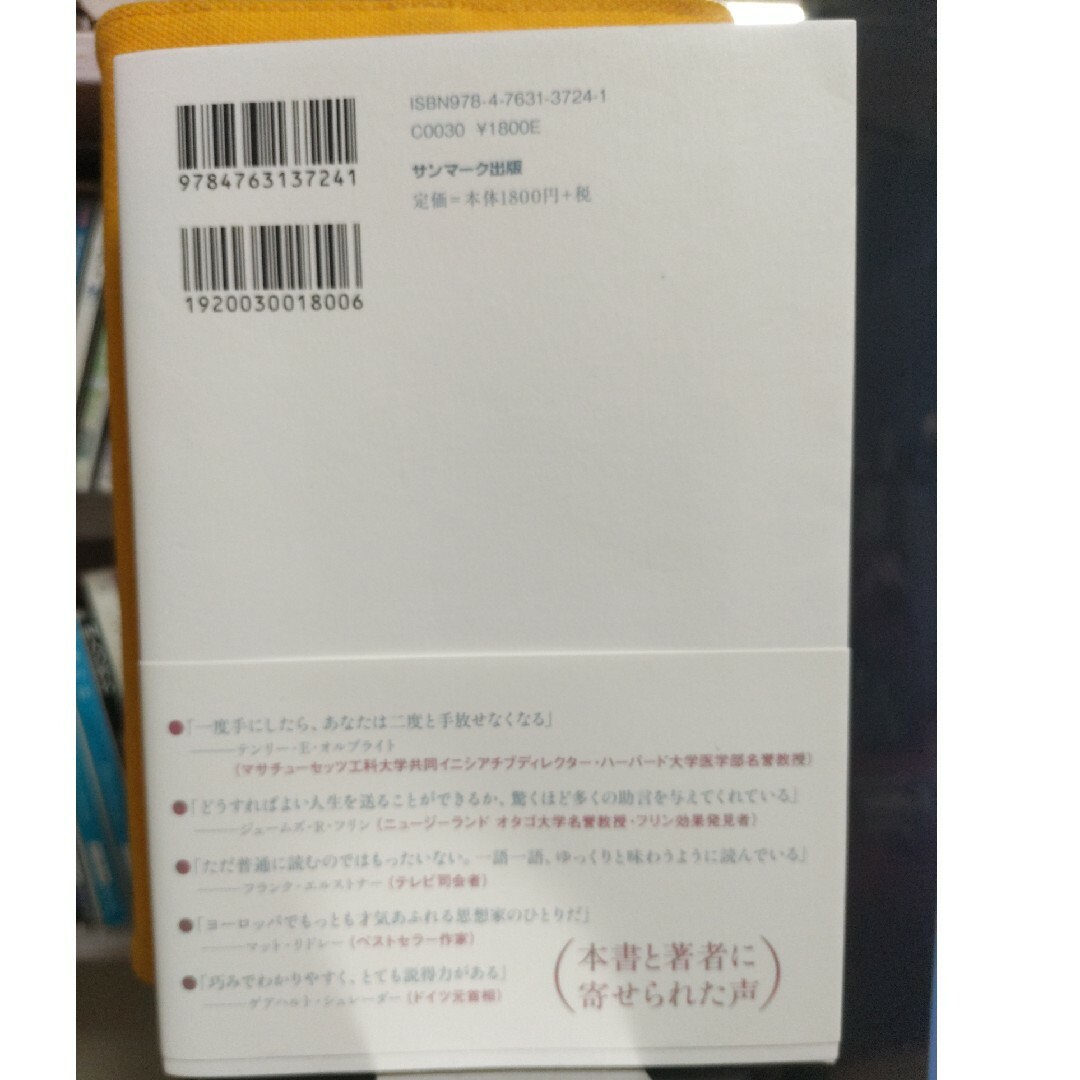 ISBN978-4-7631-3724-1
C0030 ¥1800E
サンマーク出版
定価=本体1800円+税
9784763137241
1920030018006
●「一度手にしたら、あなたは二度と手放せなくなる」
――テンリー・E・オルブライト
(マサチューセッツ工科大学共同イニシアチブディレクター・ハーバード大学医学部名誉教授)
●「どうすればよい人生を送ることができるか、驚くほど多くの助言を与えてくれている」
――ジェームズ・R・フリン(ニュージーランド オタゴ大学名誉教授・フリン効果発見者)
●「ただ普通に読むのではもったいない。一語一語、ゆっくりと味わうように読んでいる」
――フランク・エルストナー(テレビ司会者)
●「ヨーロッパでもっとも才気あふれる思想家のひとりだ」
――マット・リドレー(ベストセラー作家)
●「巧みでわかりやすく、とても説得力がある」
――ゲアハルト・シュレーダー(ドイツ元首相)
(本書と著者に
寄せられた声)